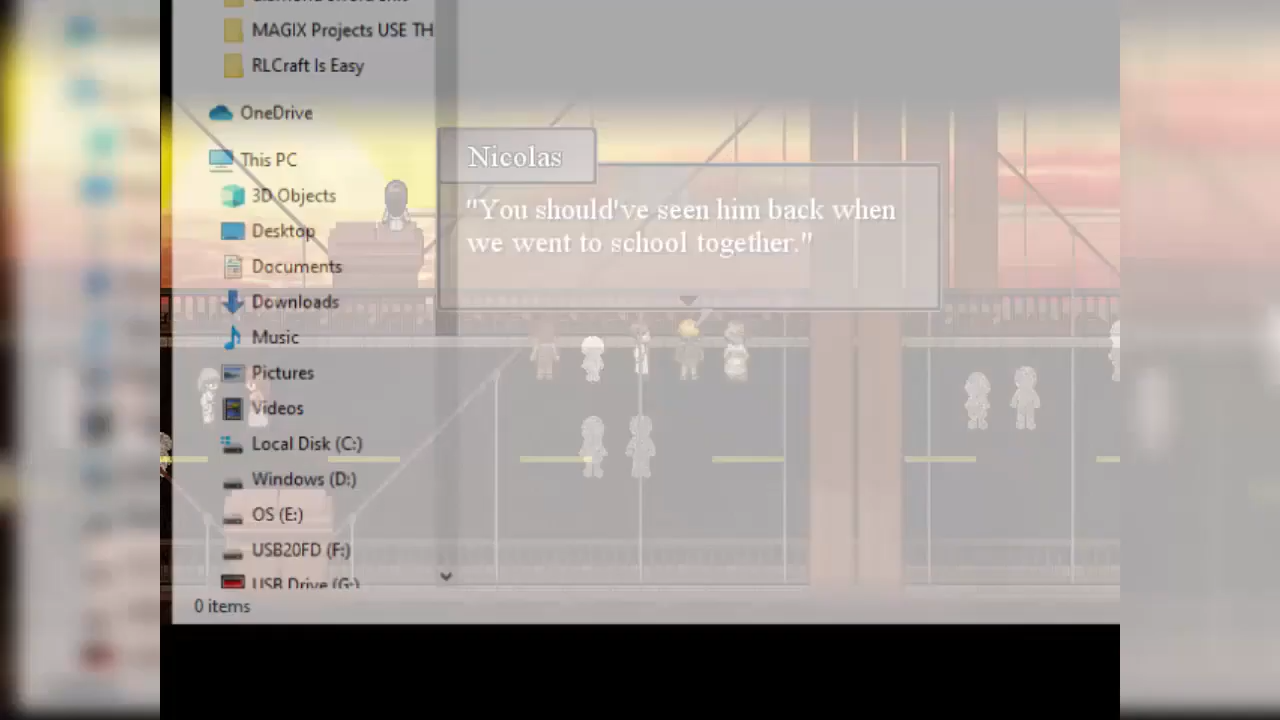 MAGIX Projects USE TH
RLCraft Is Easy
OneDrive
This PC
3D Objects
Desktop
Documents
Downloads
Music
Pictures
Videos
Local Disk (C:)
Windows (D:)
OS (E:)
USB20FD (F:)
USB Drive (G:)
0 items
Nicolas
"You should've seen him back when
we went to school together."